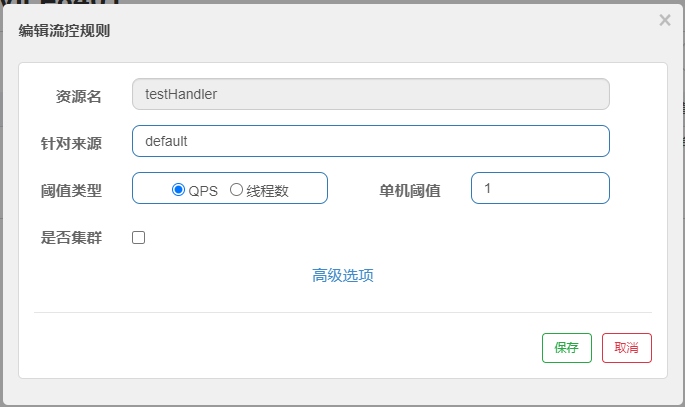 编辑流控规则
×
资源名 testHandler
针对来源 default
阈值类型 QPS 线程数 单机阈值 1
是否集群
高级选项
保存 取消